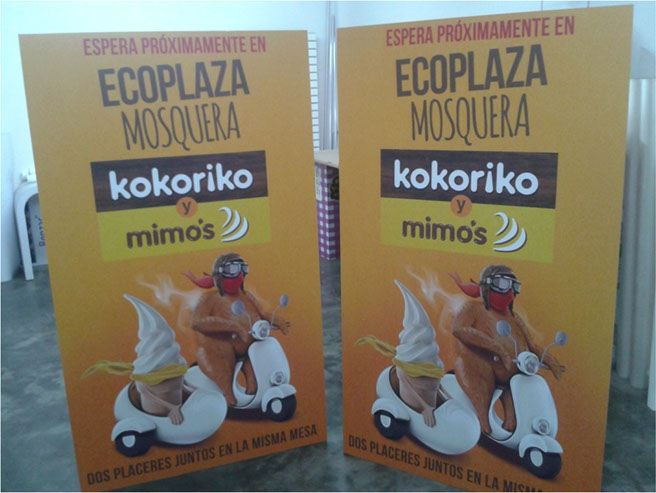 ESPERA PRÓXIMAMENTE EN
ECOPLAZA
MOSQUERA
kokoriko
y
mimo's
DOS PLACERES JUNTOS EN LA MISMA MESA
ESPERA PRÓXIMAMENTE EN
ECOPLAZA
MOSQUERA
kokoriko
y
mimo's
DOS PLACERES JUNTOS EN LA MISMA